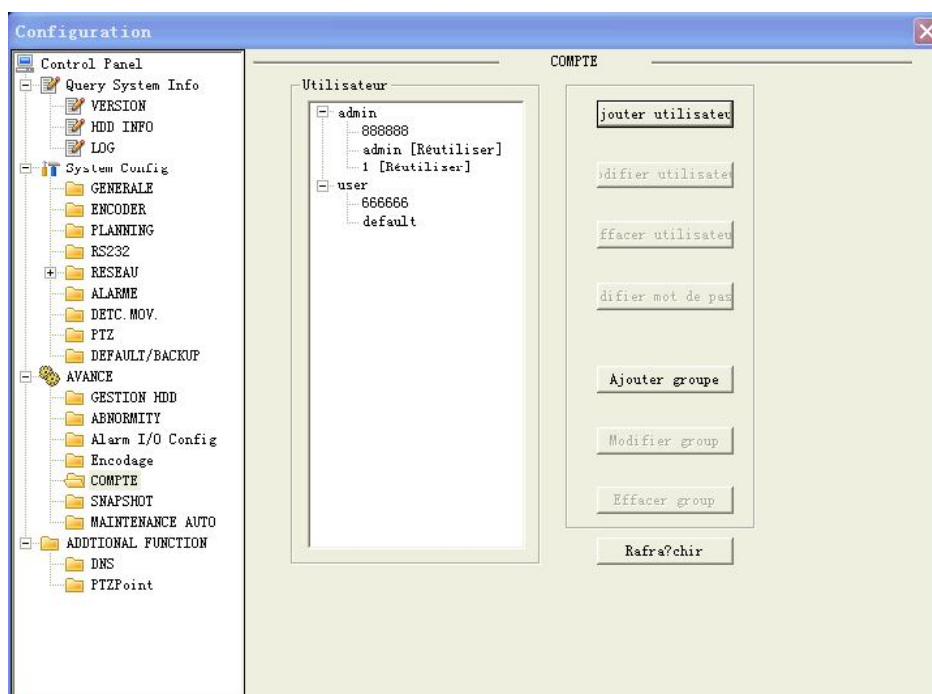 Configuration
Control Panel
Query System Info
VERSION
HDD INFO
LOG
System Config
GENERALE
ENCODER
PLANNING
RS232
RESEAU
ALARME
DETC. MOV.
PTZ
DEFAULT/BACKUP
AVANCE
GESTION HDD
ABNORMITY
Alarm I/O Config
Encodage
COMPTE
SNAPSHOT
MAINTENANCE AUTO
ADDTIONAL FUNCTION
DNS
PTZPoint
COMPTE
Utilisateur
admin
888888
admin [Réutiliser]
1 [Réutiliser]
user
666666
default
jouter utilisateu
difier utilisate
ffacer utilisateu
difier mot de pas
Ajouter groupe
Modifier group
Effacer group
Rafra?chir